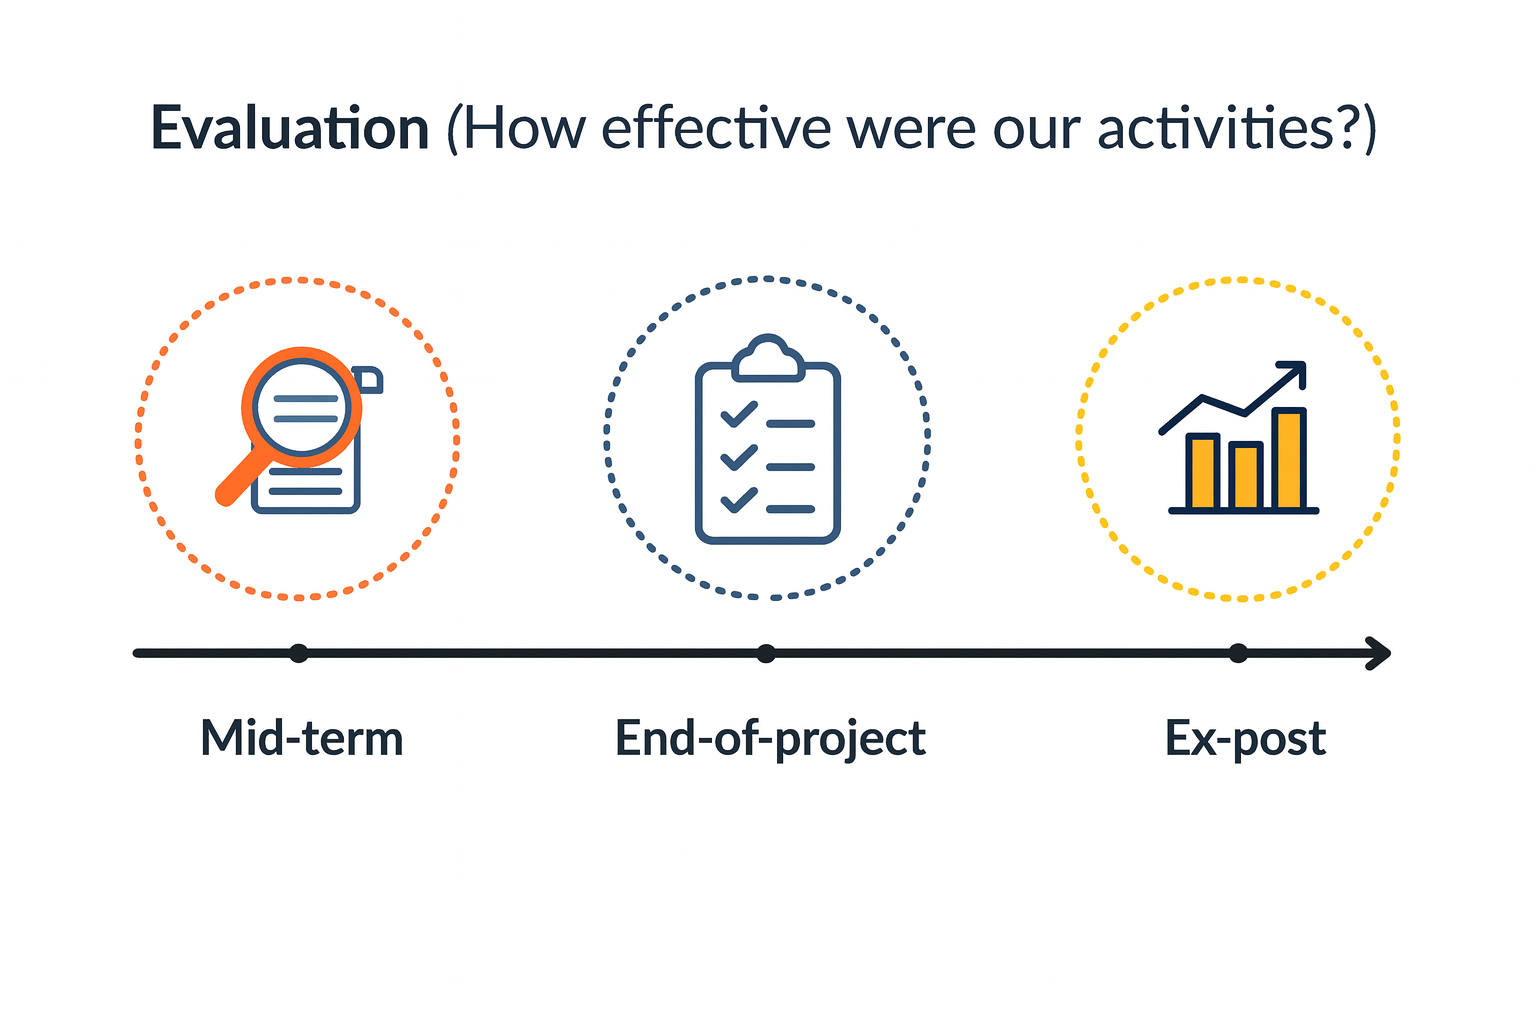 Evaluation (How effective were our activities?)
Mid-term
End-of-project
Ex-post